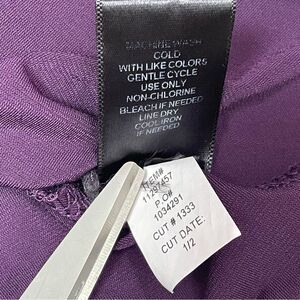 MACHINE WASH
COLD
WITH LIKE COLORS
GENTLE CYCLE
USE ONLY
NON-CHLORINE
BLEACH IF NEEDED
LINE DRY
COOL IRON
IF NEEDED
ITEM#
11297457
P.O#
1034291
CUT # 1333
CUT DATE:
1/2